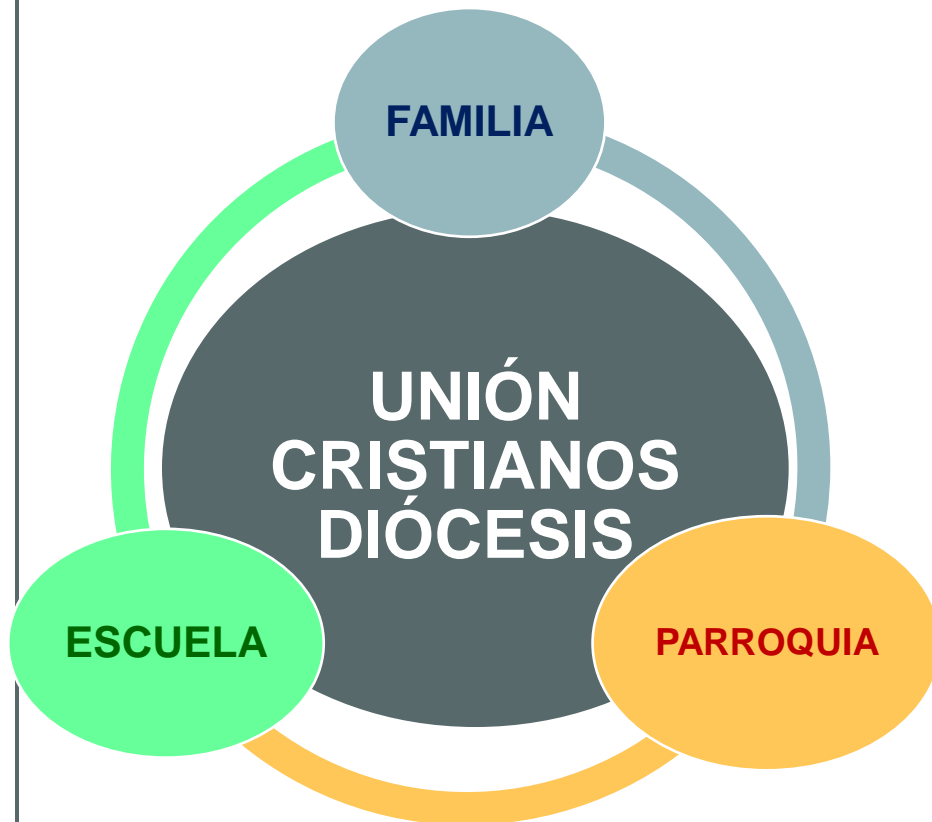 FAMILIA
UNIÓN
CRISTIANOS
DIÓCESIS
ESCUELA
PARROQUIA